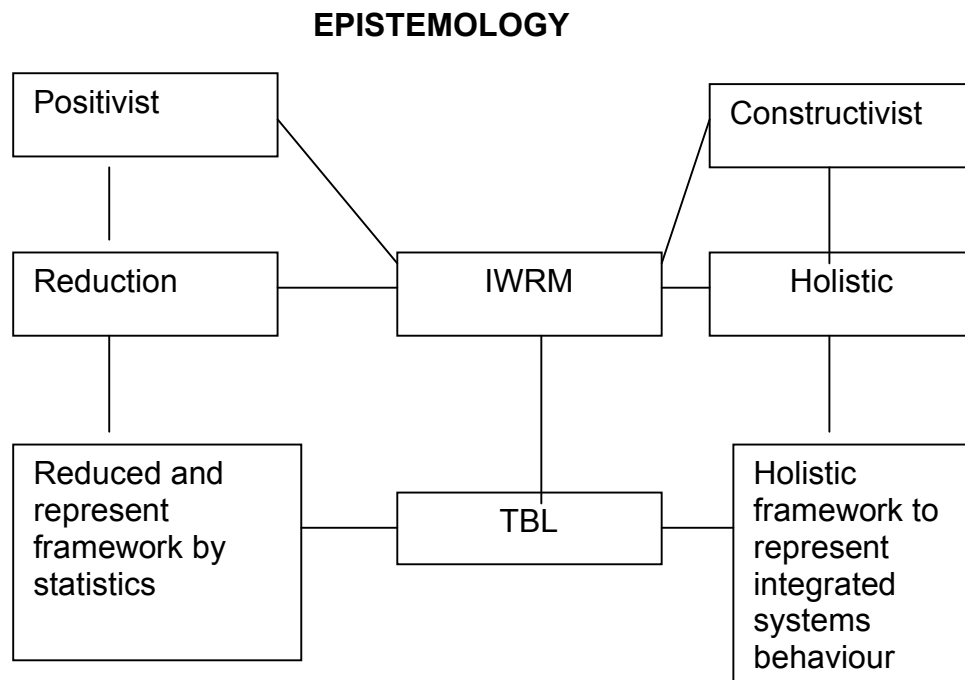 EPISTEMOLOGY
Positivist
Constructivist
Reduction
IWRM
Holistic
Reduced and
represent
framework by
statistics
TBL
Holistic
framework to
represent
integrated
systems
behaviour